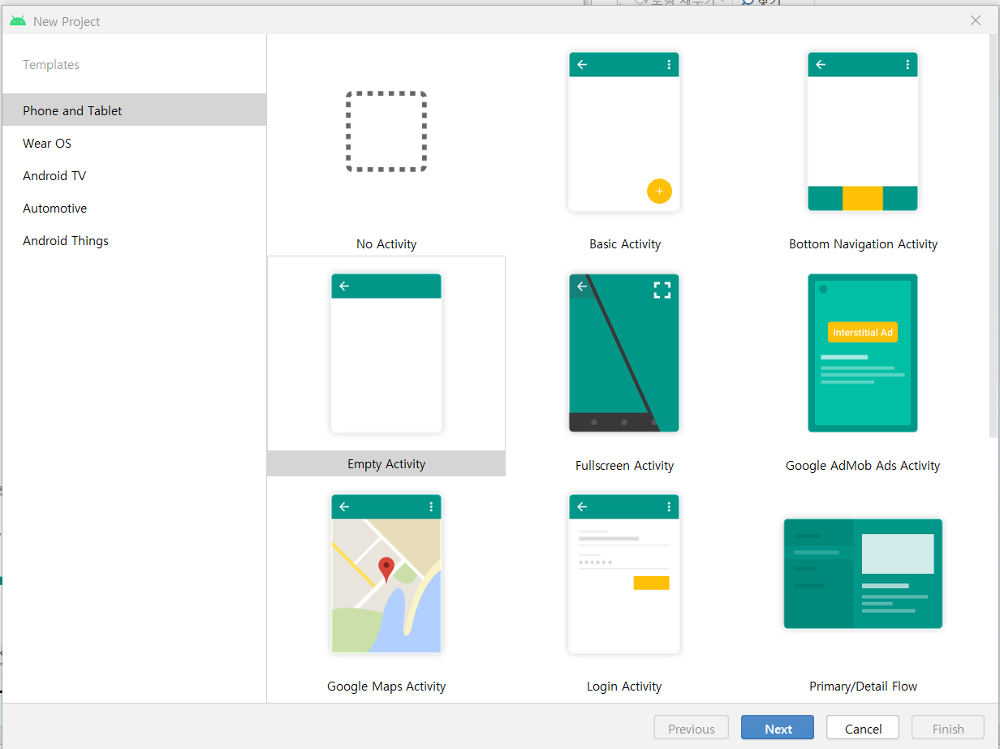 New Project
Templates
Phone and Tablet
Wear OS
Android TV
Automotive
Android Things
No Activity
Basic Activity
Bottom Navigation Activity
Empty Activity
Fullscreen Activity
Interstitial Ad
Google AdMob Ads Activity
Google Maps Activity
Login Activity
Primary/Detail Flow
Previous
Next
Cancel
Finish